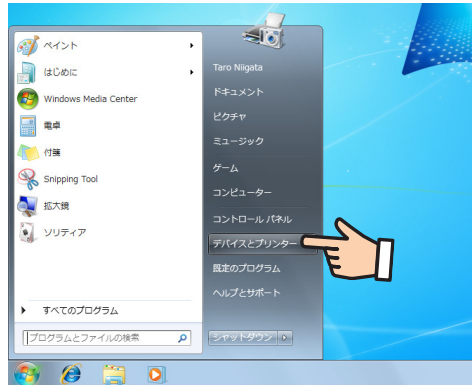 ペイント
はじめに
Windows Media Center
電卓
付箋
Snipping Tool
拡大鏡
ソリティア
すべてのプログラム
プログラムとファイルの検索
Taro Niigata
ドキュメント
ピクチャ
ミュージック
ゲーム
コンピューター
コントロール パネル
デバイスとプリンター
既定のプログラム
ヘルプとサポート
シャットダウン